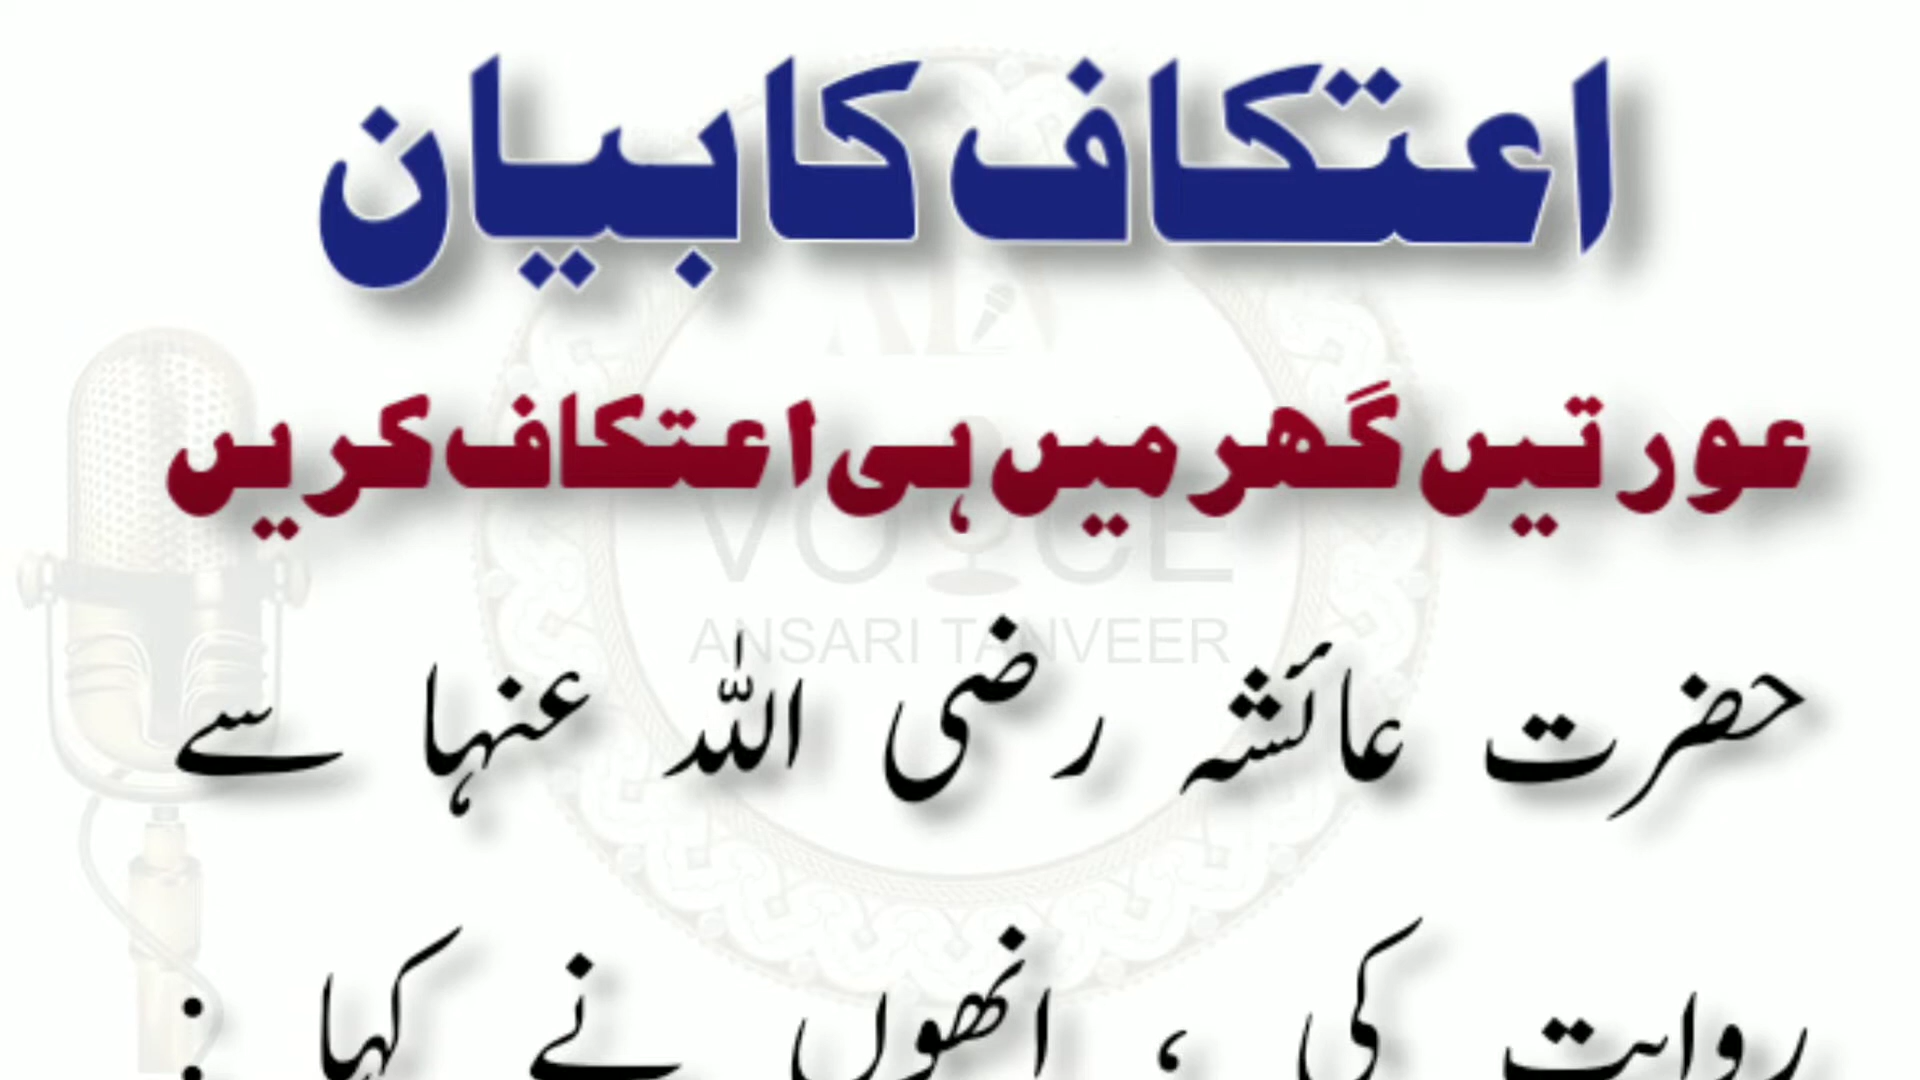 اعتکاف کا بیان
عورتیں گھر میں ہی اعتکاف کریں
VOICE
ANSARI TANVEER
حضرت عائشہ رضی اللہ عنہا سے
روایت کی ، انھوں نے کہا :